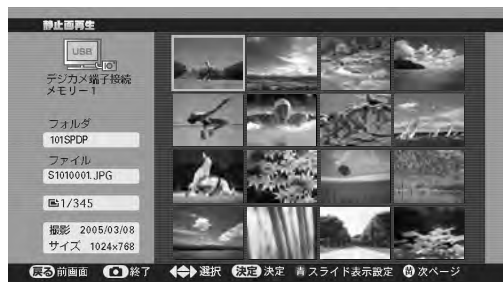 静止画再生
USB
デジカメ端子接続
メモリー1
フォルダ
101SPDP
ファイル
S1010001.JPG
1/345
撮影 2005/03/08
サイズ 1024×768
戻る 前画面 終了 選択 決定 決定 青 スライド表示設定 次ページ